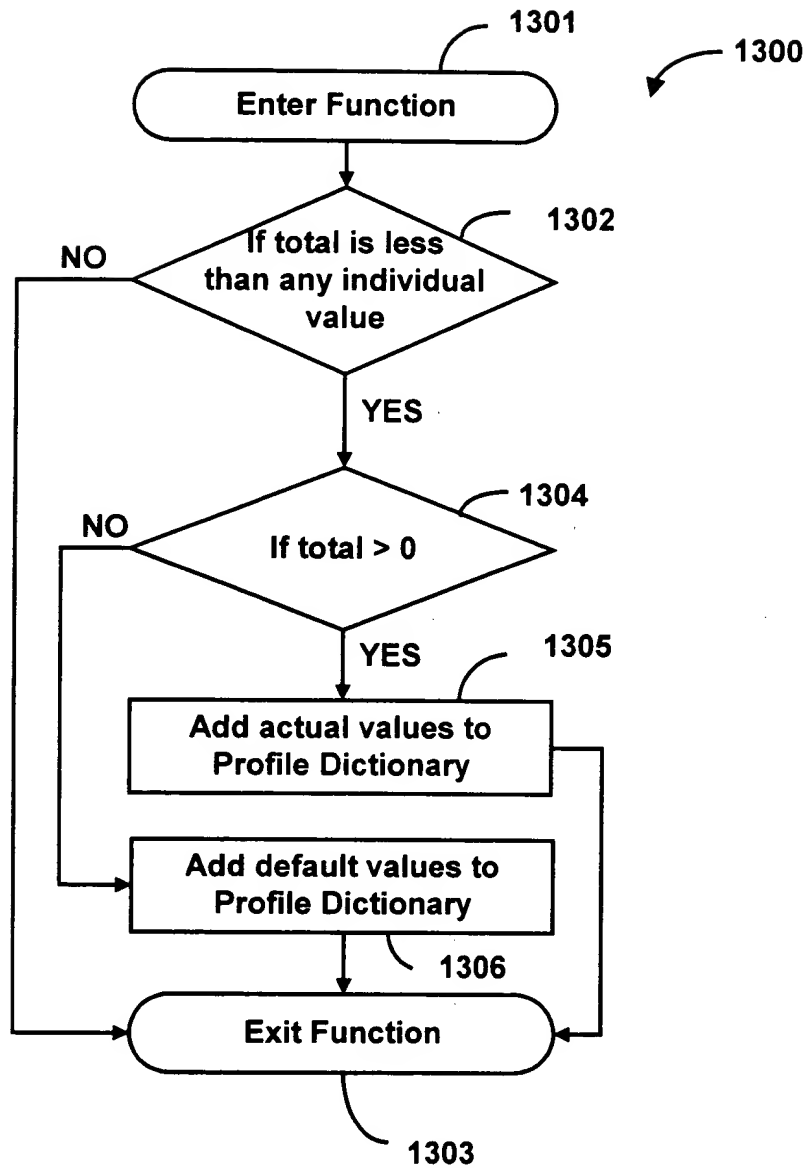 1301
1300
Enter Function
1302
If total is less
than any individual
value
NO
YES
1304
NO
If total > 0
YES
1305
Add actual values to
Profile Dictionary
Add default values to
Profile Dictionary
1306
Exit Function
1303